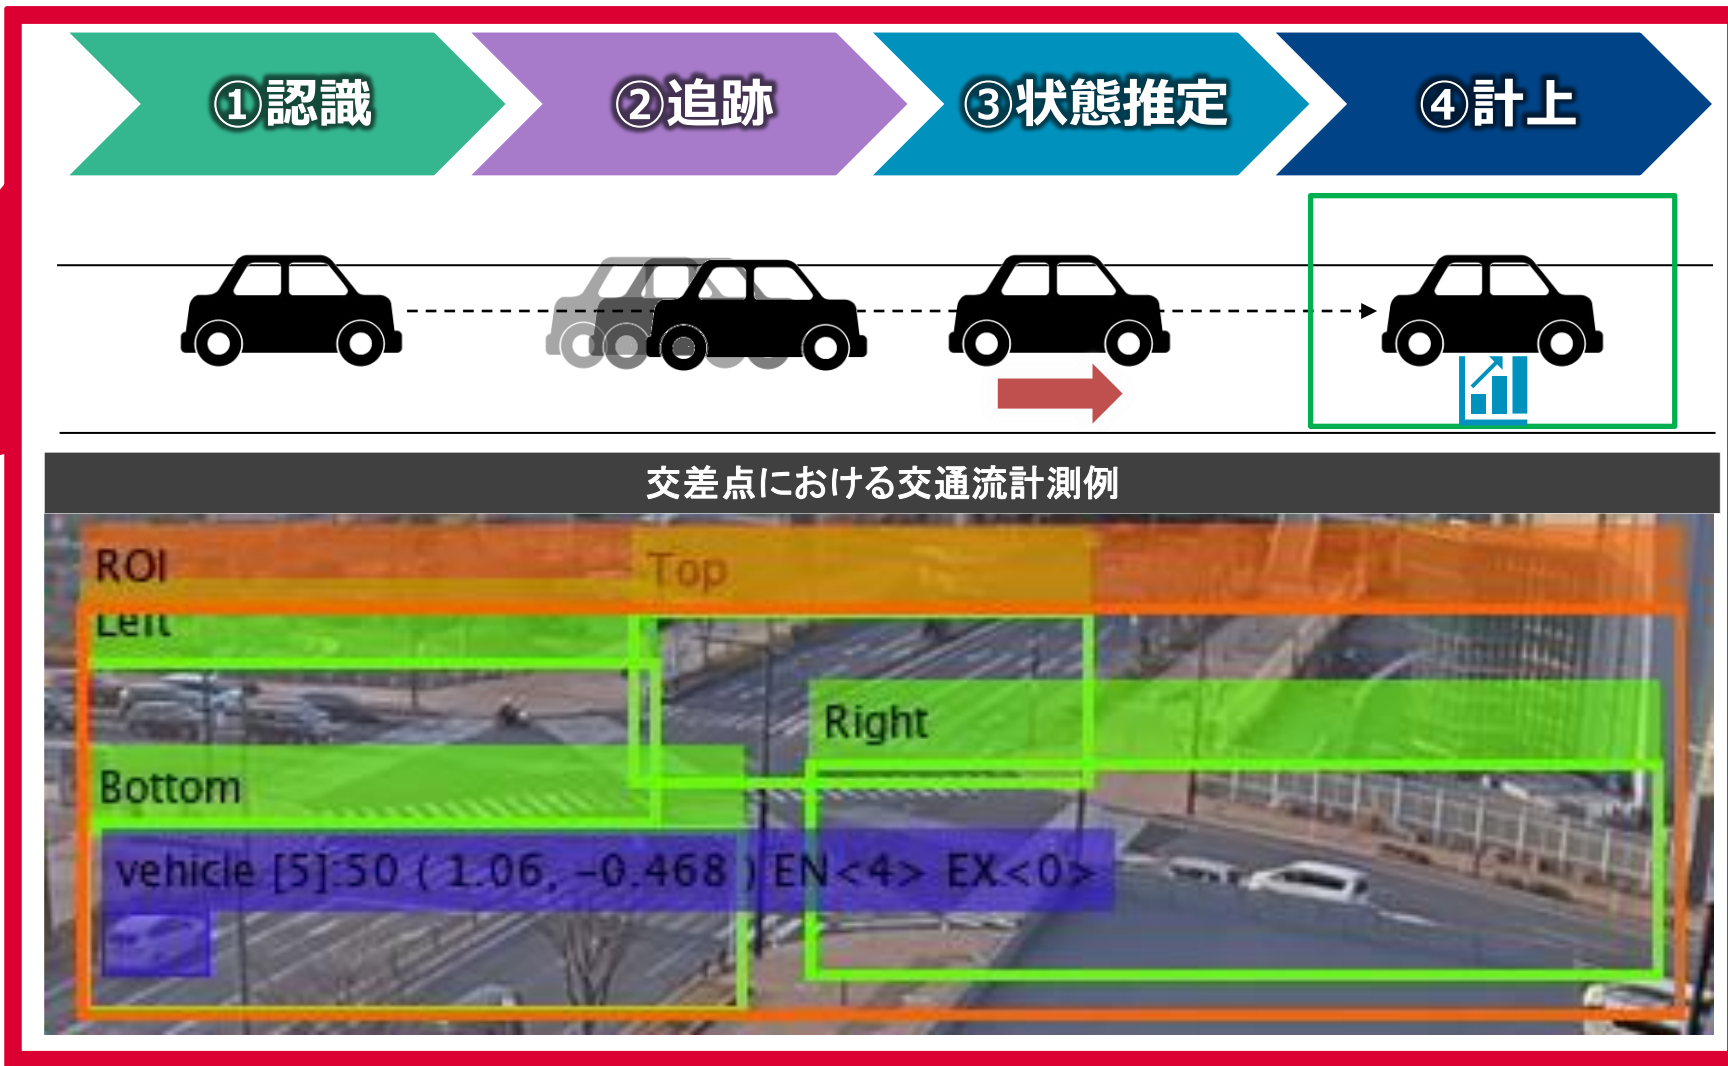 ①認識
②追跡
③状態推定
④計上
交差点における交通流計測例
ROI
Top
Left
Right
Bottom
vehicle [5]:50 ( 1.06, -0.468 ) EN<4> EX<0>